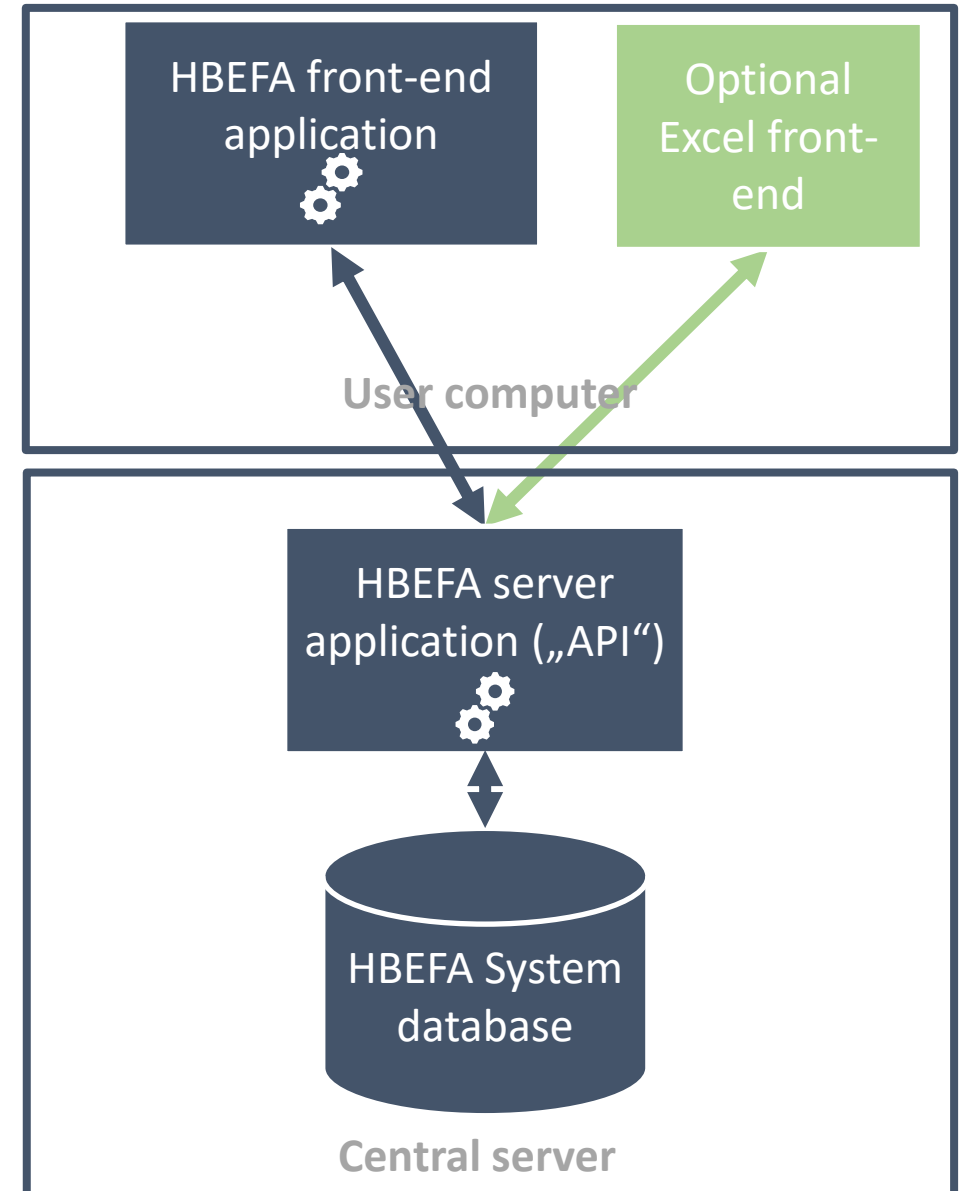 HBEFA front-end
application
Optional
Excel front-
end
User computer
HBEFA server
application („API“)
HBEFA System
database
Central server